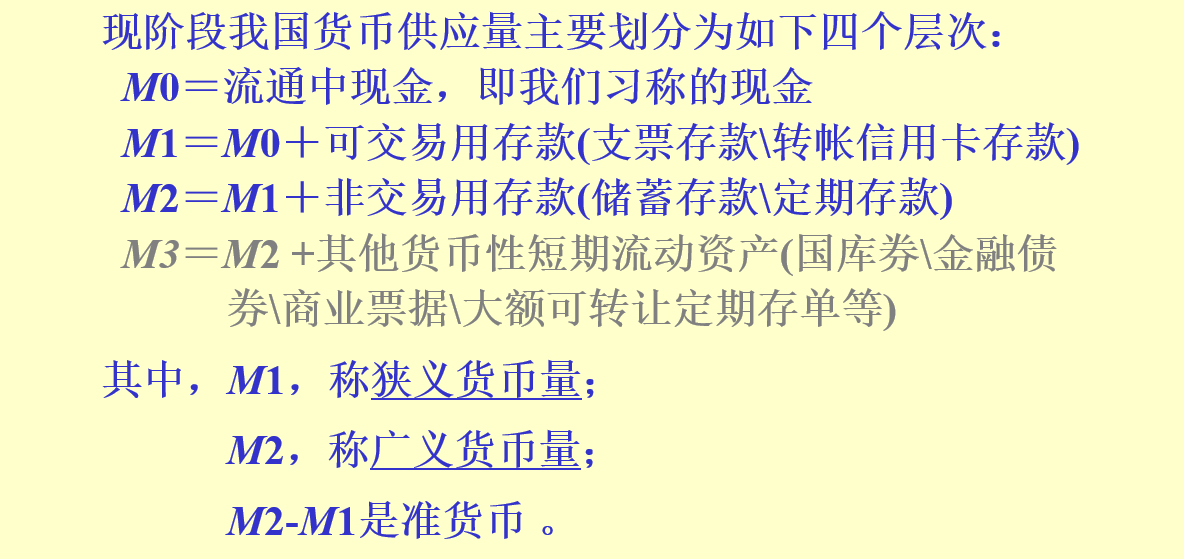 现阶段我国货币供应量主要划分为如下四个层次：
M0＝流通中现金，即我们习称的现金
M1＝M0＋可交易用存款(支票存款\转帐信用卡存款)
M2＝M1＋非交易用存款(储蓄存款\定期存款)
M3＝M2 +其他货币性短期流动资产(国库券\金融债
券\商业票据\大额可转让定期存单等)
其中，M1，称狭义货币量；
M2，称广义货币量；
M2-M1是准货币 。